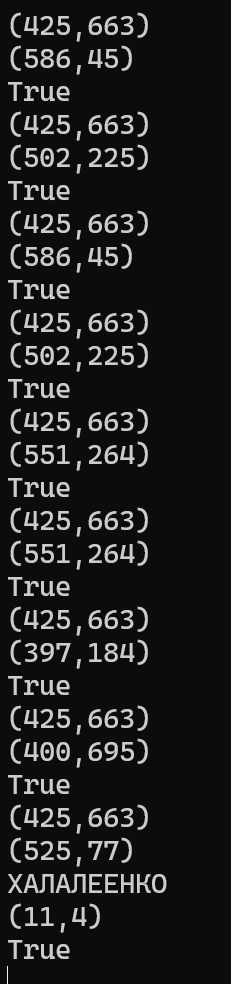 (425,663)
(586,45)
True
(425,663)
(502,225)
True
(425,663)
(586,45)
True
(425,663)
(502,225)
True
(425,663)
(551,264)
True
(425,663)
(551,264)
True
(425,663)
(397,184)
True
(425,663)
(400,695)
True
(425,663)
(525,77)
ХАЛАЛЕЕНКО
(11,4)
True